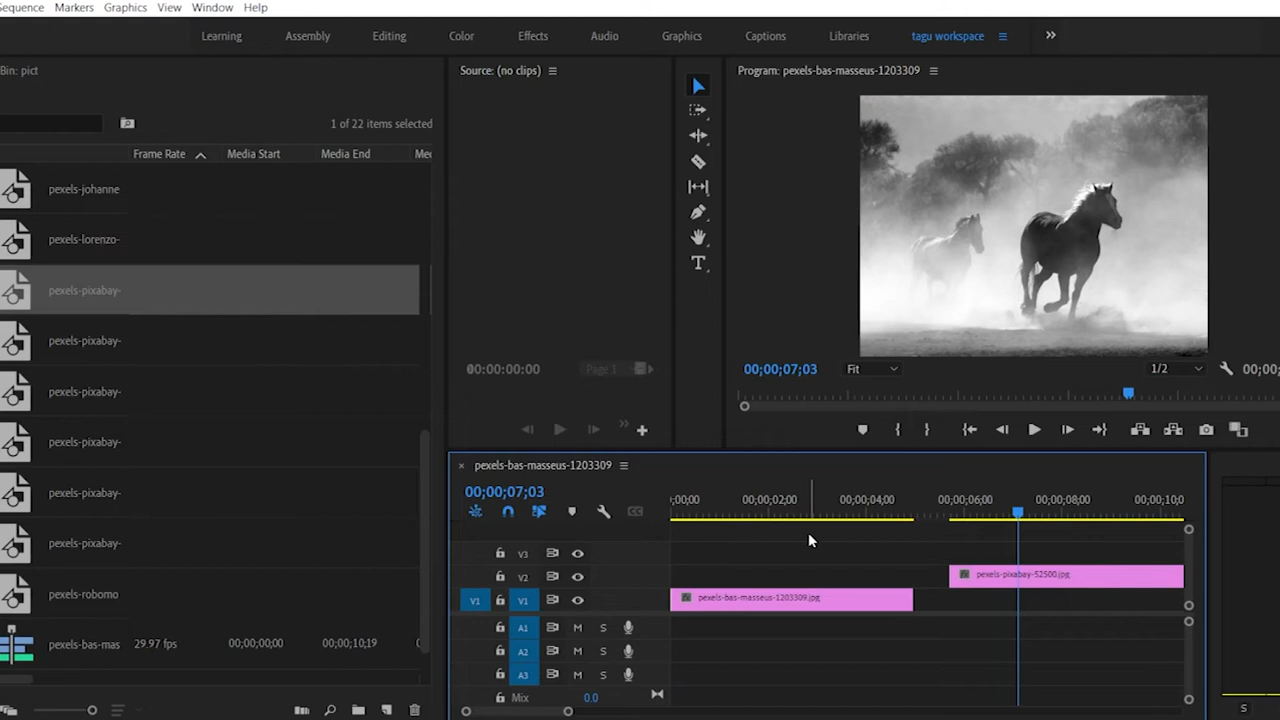 Sequence Markers Graphics View Window Help
Learning Assembly Editing Color Effects Audio Graphics Captions Libraries tagu workspace
Bin: pict
Source: (no clips)
Program: pexels-bas-masseus-1203309
1 of 22 items selected
Frame Rate Media Start Media End Me
pexels-johanne
pexels-lorenzo-
pexels-pixabay-
pexels-pixabay-
pexels-pixabay-
pexels-pixabay-
pexels-pixabay-
pexels-pixabay-
pexels-robomo
pexels-bas-mas 29.97 fps 00;00;00;00 00;00;10;19
00:00:00:00 Page 1
00;00;07;03 Fit 1/2 00;00;
pexels-bas-masseus-1203309
00;00;07;03
;00;00 00;00;02;00 00;00;04;00 00;00;06;00 00;00;08;00 00;00;10;0
V3
V2 pexels-pixabay-52500.jpg
V1 V1 pexels-bas-masseus-1203309.jpg
A1 M S
A2 M S
A3 M S
Mix 0.0
S